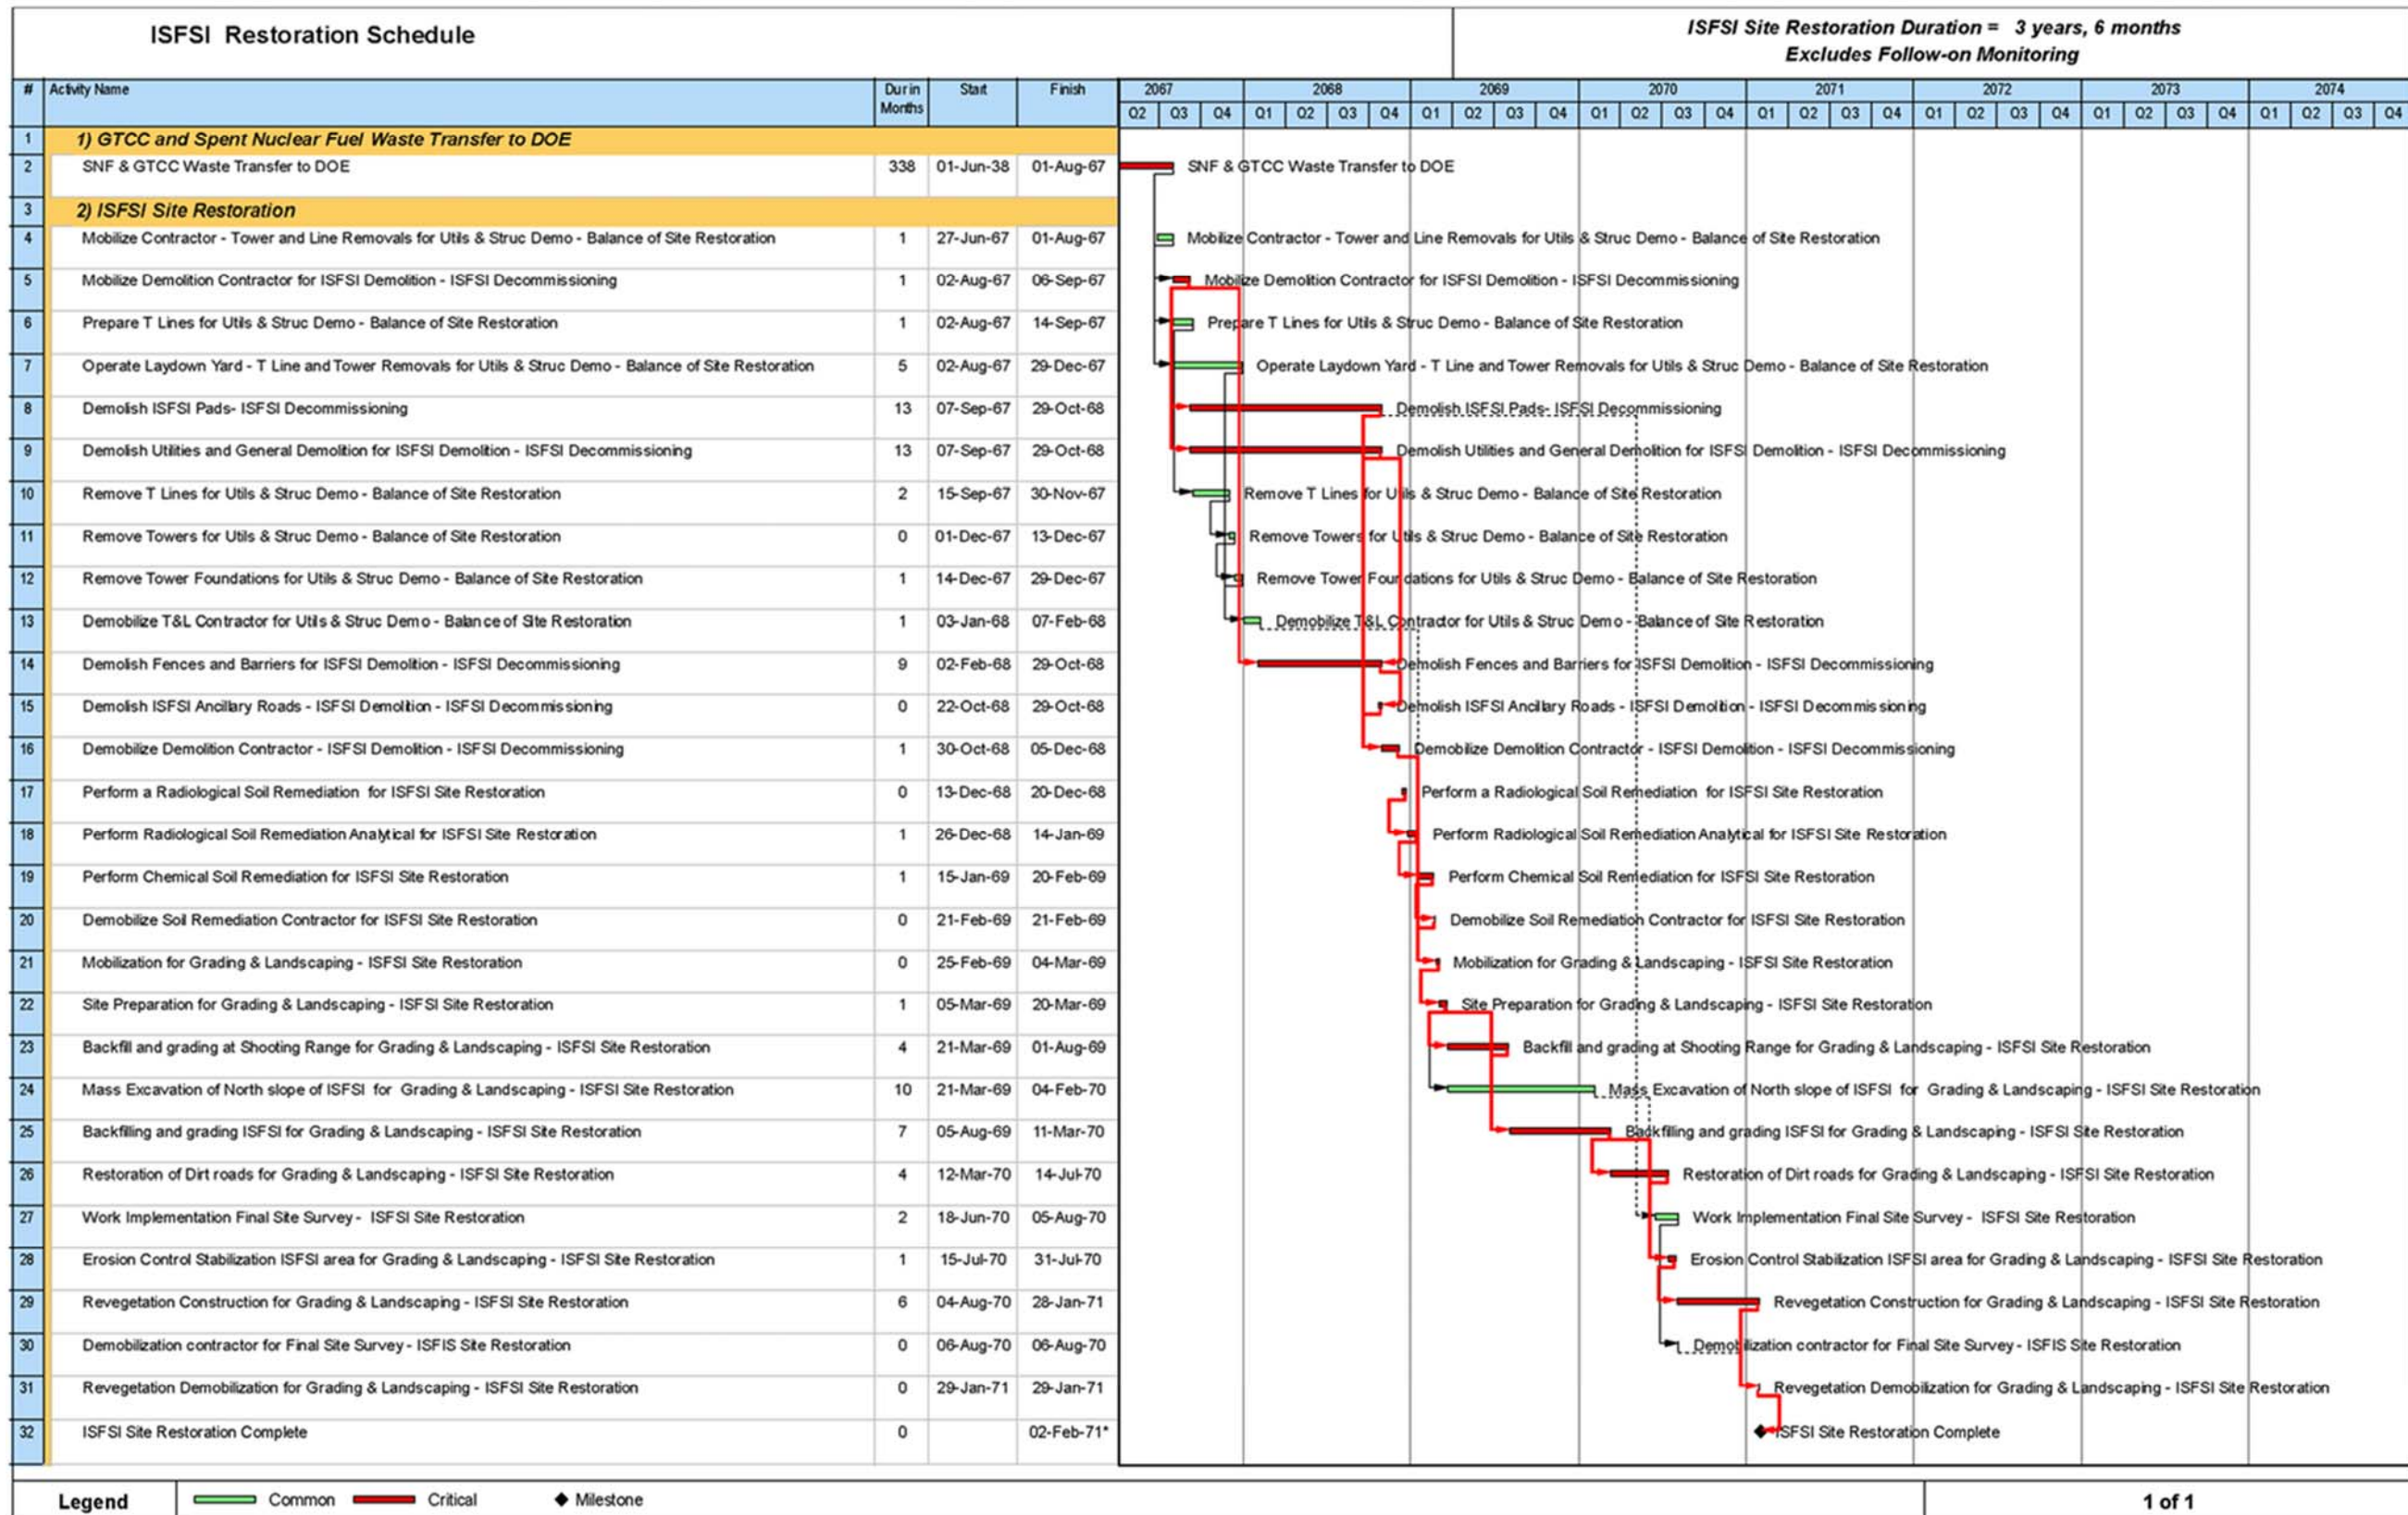 ISFSI Restoration Schedule
ISFSI Site Restoration Duration = 3 years, 6 months
Excludes Follow-on Monitoring
# Activity Name Dur in Months Start Finish 2067 2068 2069 2070 2071 2072 2073 2074
Q2 Q3 Q4 Q1 Q2 Q3 Q4 Q1 Q2 Q3 Q4 Q1 Q2 Q3 Q4 Q1 Q2 Q3 Q4 Q1 Q2 Q3 Q4 Q1 Q2 Q3 Q4 Q1 Q2 Q3 Q4
1 1) GTCC and Spent Nuclear Fuel Waste Transfer to DOE
2 SNF & GTCC Waste Transfer to DOE 338 01-Jun-38 01-Aug-67 SNF & GTCC Waste Transfer to DOE
3 2) ISFSI Site Restoration
4 Mobilize Contractor - Tower and Line Removals for Utils & Struc Demo - Balance of Site Restoration 1 27-Jun-67 01-Aug-67 Mobilize Contractor - Tower and Line Removals for Utils & Struc Demo - Balance of Site Restoration
5 Mobilize Demolition Contractor for ISFSI Demolition - ISFSI Decommissioning 1 02-Aug-67 06-Sep-67 Mobilize Demolition Contractor for ISFSI Demolition - ISFSI Decommissioning
6 Prepare T Lines for Utils & Struc Demo - Balance of Site Restoration 1 02-Aug-67 14-Sep-67 Prepare T Lines for Utils & Struc Demo - Balance of Site Restoration
7 Operate Laydown Yard - T Line and Tower Removals for Utils & Struc Demo - Balance of Site Restoration 5 02-Aug-67 29-Dec-67 Operate Laydown Yard - T Line and Tower Removals for Utils & Struc Demo - Balance of Site Restoration
8 Demolish ISFSI Pads- ISFSI Decommissioning 13 07-Sep-67 29-Oct-68 Demolish ISFSI Pads- ISFSI Decommissioning
9 Demolish Utilities and General Demolition for ISFSI Demolition - ISFSI Decommissioning 13 07-Sep-67 29-Oct-68 Demolish Utilities and General Demolition for ISFSI Demolition - ISFSI Decommissioning
10 Remove T Lines for Utils & Struc Demo - Balance of Site Restoration 2 15-Sep-67 30-Nov-67 Remove T Lines for Utils & Struc Demo - Balance of Site Restoration
11 Remove Towers for Utils & Struc Demo - Balance of Site Restoration 0 01-Dec-67 13-Dec-67 Remove Towers for Utils & Struc Demo - Balance of Site Restoration
12 Remove Tower Foundations for Utils & Struc Demo - Balance of Site Restoration 1 14-Dec-67 29-Dec-67 Remove Tower Foundations for Utils & Struc Demo - Balance of Site Restoration
13 Demobilize T&L Contractor for Utils & Struc Demo - Balance of Site Restoration 1 03-Jan-68 07-Feb-68 Demobilize T&L Contractor for Utils & Struc Demo - Balance of Site Restoration
14 Demolish Fences and Barriers for ISFSI Demolition - ISFSI Decommissioning 9 02-Feb-68 29-Oct-68 Demolish Fences and Barriers for ISFSI Demolition - ISFSI Decommissioning
15 Demolish ISFSI Ancillary Roads - ISFSI Demolition - ISFSI Decommissioning 0 22-Oct-68 29-Oct-68 Demolish ISFSI Ancillary Roads - ISFSI Demolition - ISFSI Decommissioning
16 Demobilize Demolition Contractor - ISFSI Demolition - ISFSI Decommissioning 1 30-Oct-68 05-Dec-68 Demobilize Demolition Contractor - ISFSI Demolition - ISFSI Decommissioning
17 Perform a Radiological Soil Remediation for ISFSI Site Restoration 0 13-Dec-68 20-Dec-68 Perform a Radiological Soil Remediation for ISFSI Site Restoration
18 Perform Radiological Soil Remediation Analytical for ISFSI Site Restoration 1 26-Dec-68 14-Jan-69 Perform Radiological Soil Remediation Analytical for ISFSI Site Restoration
19 Perform Chemical Soil Remediation for ISFSI Site Restoration 1 15-Jan-69 20-Feb-69 Perform Chemical Soil Remediation for ISFSI Site Restoration
20 Demobilize Soil Remediation Contractor for ISFSI Site Restoration 0 21-Feb-69 21-Feb-69 Demobilize Soil Remediation Contractor for ISFSI Site Restoration
21 Mobilization for Grading & Landscaping - ISFSI Site Restoration 0 25-Feb-69 04-Mar-69 Mobilization for Grading & Landscaping - ISFSI Site Restoration
22 Site Preparation for Grading & Landscaping - ISFSI Site Restoration 1 05-Mar-69 20-Mar-69 Site Preparation for Grading & Landscaping - ISFSI Site Restoration
23 Backfill and grading at Shooting Range for Grading & Landscaping - ISFSI Site Restoration 4 21-Mar-69 01-Aug-69 Backfill and grading at Shooting Range for Grading & Landscaping - ISFSI Site Restoration
24 Mass Excavation of North slope of ISFSI for Grading & Landscaping - ISFSI Site Restoration 10 21-Mar-69 04-Feb-70 Mass Excavation of North slope of ISFSI for Grading & Landscaping - ISFSI Site Restoration
25 Backfilling and grading ISFSI for Grading & Landscaping - ISFSI Site Restoration 7 05-Aug-69 11-Mar-70 Backfilling and grading ISFSI for Grading & Landscaping - ISFSI Site Restoration
26 Restoration of Dirt roads for Grading & Landscaping - ISFSI Site Restoration 4 12-Mar-70 14-Jul-70 Restoration of Dirt roads for Grading & Landscaping - ISFSI Site Restoration
27 Work Implementation Final Site Survey - ISFSI Site Restoration 2 18-Jun-70 05-Aug-70 Work Implementation Final Site Survey - ISFSI Site Restoration
28 Erosion Control Stabilization ISFSI area for Grading & Landscaping - ISFSI Site Restoration 1 15-Jul-70 31-Jul-70 Erosion Control Stabilization ISFSI area for Grading & Landscaping - ISFSI Site Restoration
29 Revegetation Construction for Grading & Landscaping - ISFSI Site Restoration 6 04-Aug-70 28-Jan-71 Revegetation Construction for Grading & Landscaping - ISFSI Site Restoration
30 Demobilization contractor for Final Site Survey - ISFIS Site Restoration 0 06-Aug-70 06-Aug-70 Demobilization contractor for Final Site Survey - ISFIS Site Restoration
31 Revegetation Demobilization for Grading & Landscaping - ISFSI Site Restoration 0 29-Jan-71 29-Jan-71 Revegetation Demobilization for Grading & Landscaping - ISFSI Site Restoration
32 ISFSI Site Restoration Complete 0 02-Feb-71* ISFSI Site Restoration Complete
Legend Common Critical Milestone 1 of 1